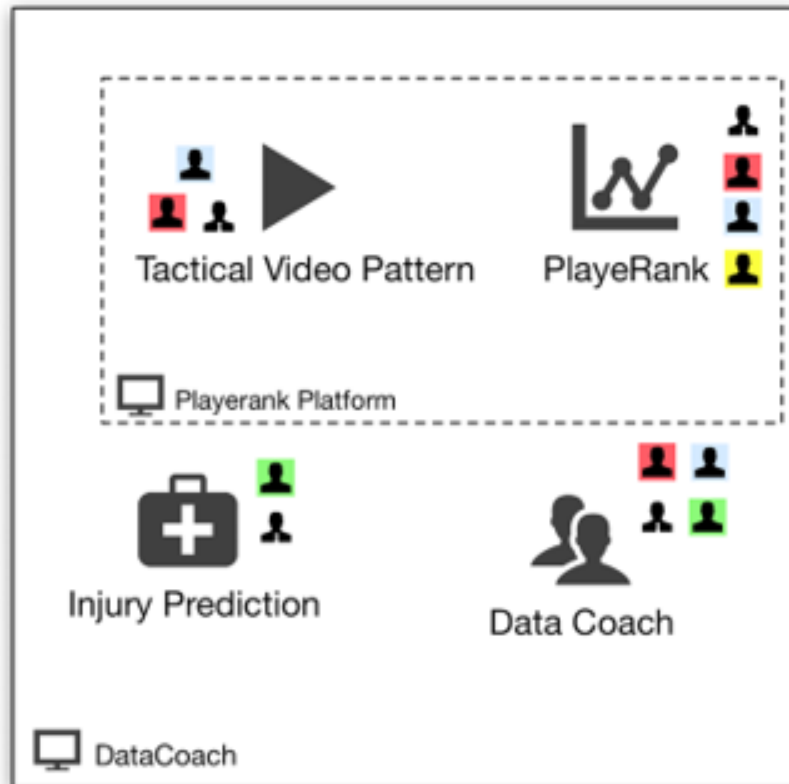 Tactical Video Pattern
PlayeRank
Playerank Platform
Injury Prediction
Data Coach
DataCoach